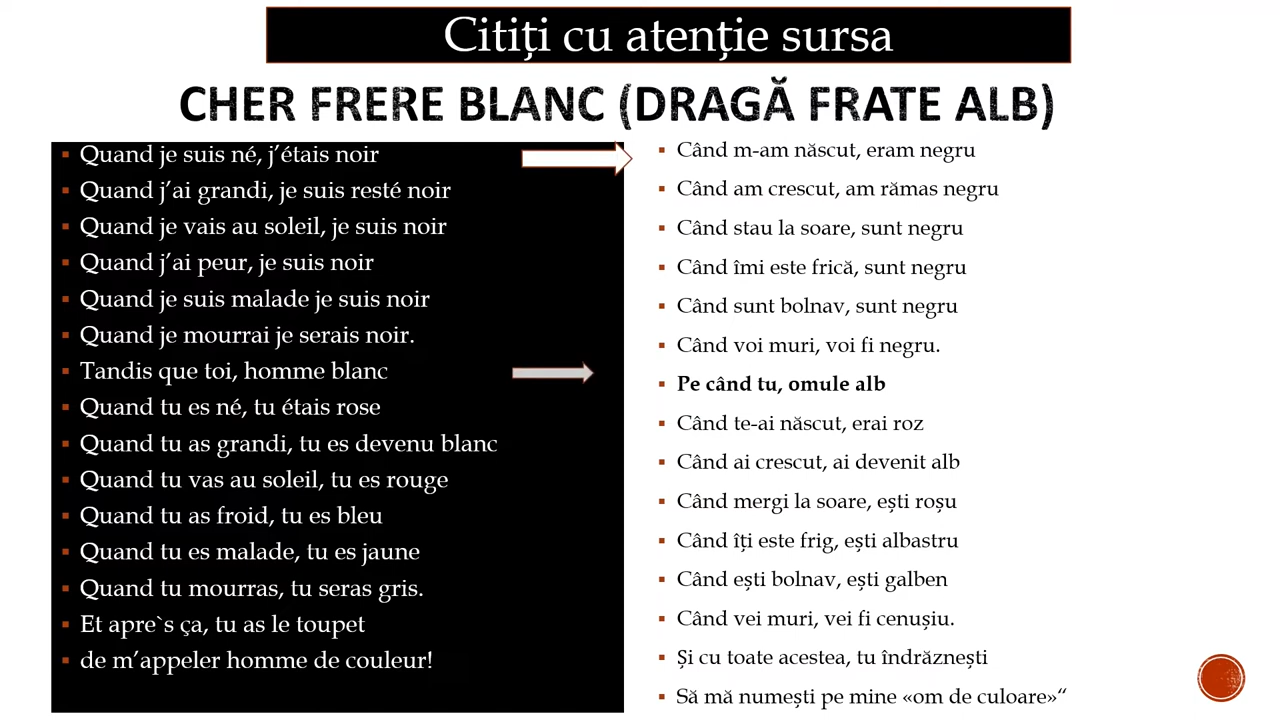 Citiți cu atenție sursa
CHER FRERE BLANC (DRAGĂ FRATE ALB)
Quand je suis né, j’étais noir
Quand j’ai grandi, je suis resté noir
Quand je vais au soleil, je suis noir
Quand j’ai peur, je suis noir
Quand je suis malade je suis noir
Quand je mourrai je serais noir.
Tandis que toi, homme blanc
Quand tu es né, tu étais rose
Quand tu as grandi, tu es devenu blanc
Quand tu vas au soleil, tu es rouge
Quand tu as froid, tu es bleu
Quand tu es malade, tu es jaune
Quand tu mourras, tu seras gris.
Et apre`s ça, tu as le toupet
de m’appeler homme de couleur!
Când m-am născut, eram negru
Când am crescut, am rămas negru
Când stau la soare, sunt negru
Când îmi este frică, sunt negru
Când sunt bolnav, sunt negru
Când voi muri, voi fi negru.
Pe când tu, omule alb
Când te-ai născut, erai roz
Când ai crescut, ai devenit alb
Când mergi la soare, ești roșu
Când îți este frig, ești albastru
Când ești bolnav, ești galben
Când vei muri, vei fi cenușiu.
Și cu toate acestea, tu îndrăznești
Să mă numești pe mine «om de culoare»“